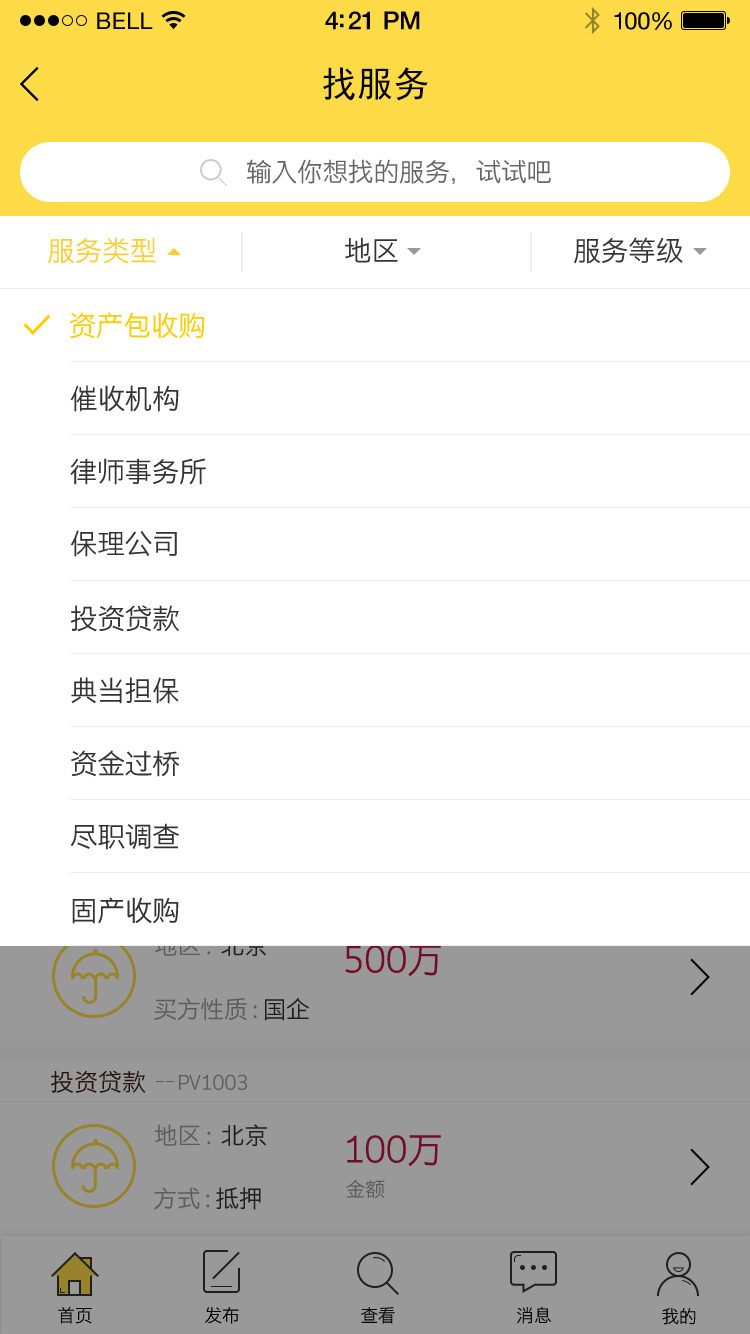 BELL 4:21 PM 100%
找服务
输入你想找的服务，试试吧
服务类型 地区 服务等级
资产包收购
催收机构
律师事务所
保理公司
投资贷款
典当担保
资金过桥
尽职调查
固产收购
地区: 北京 500万
买方性质: 国企
投资贷款 --PV1003
地区: 北京 100万
方式: 抵押 金额
首页 发布 查看 消息 我的